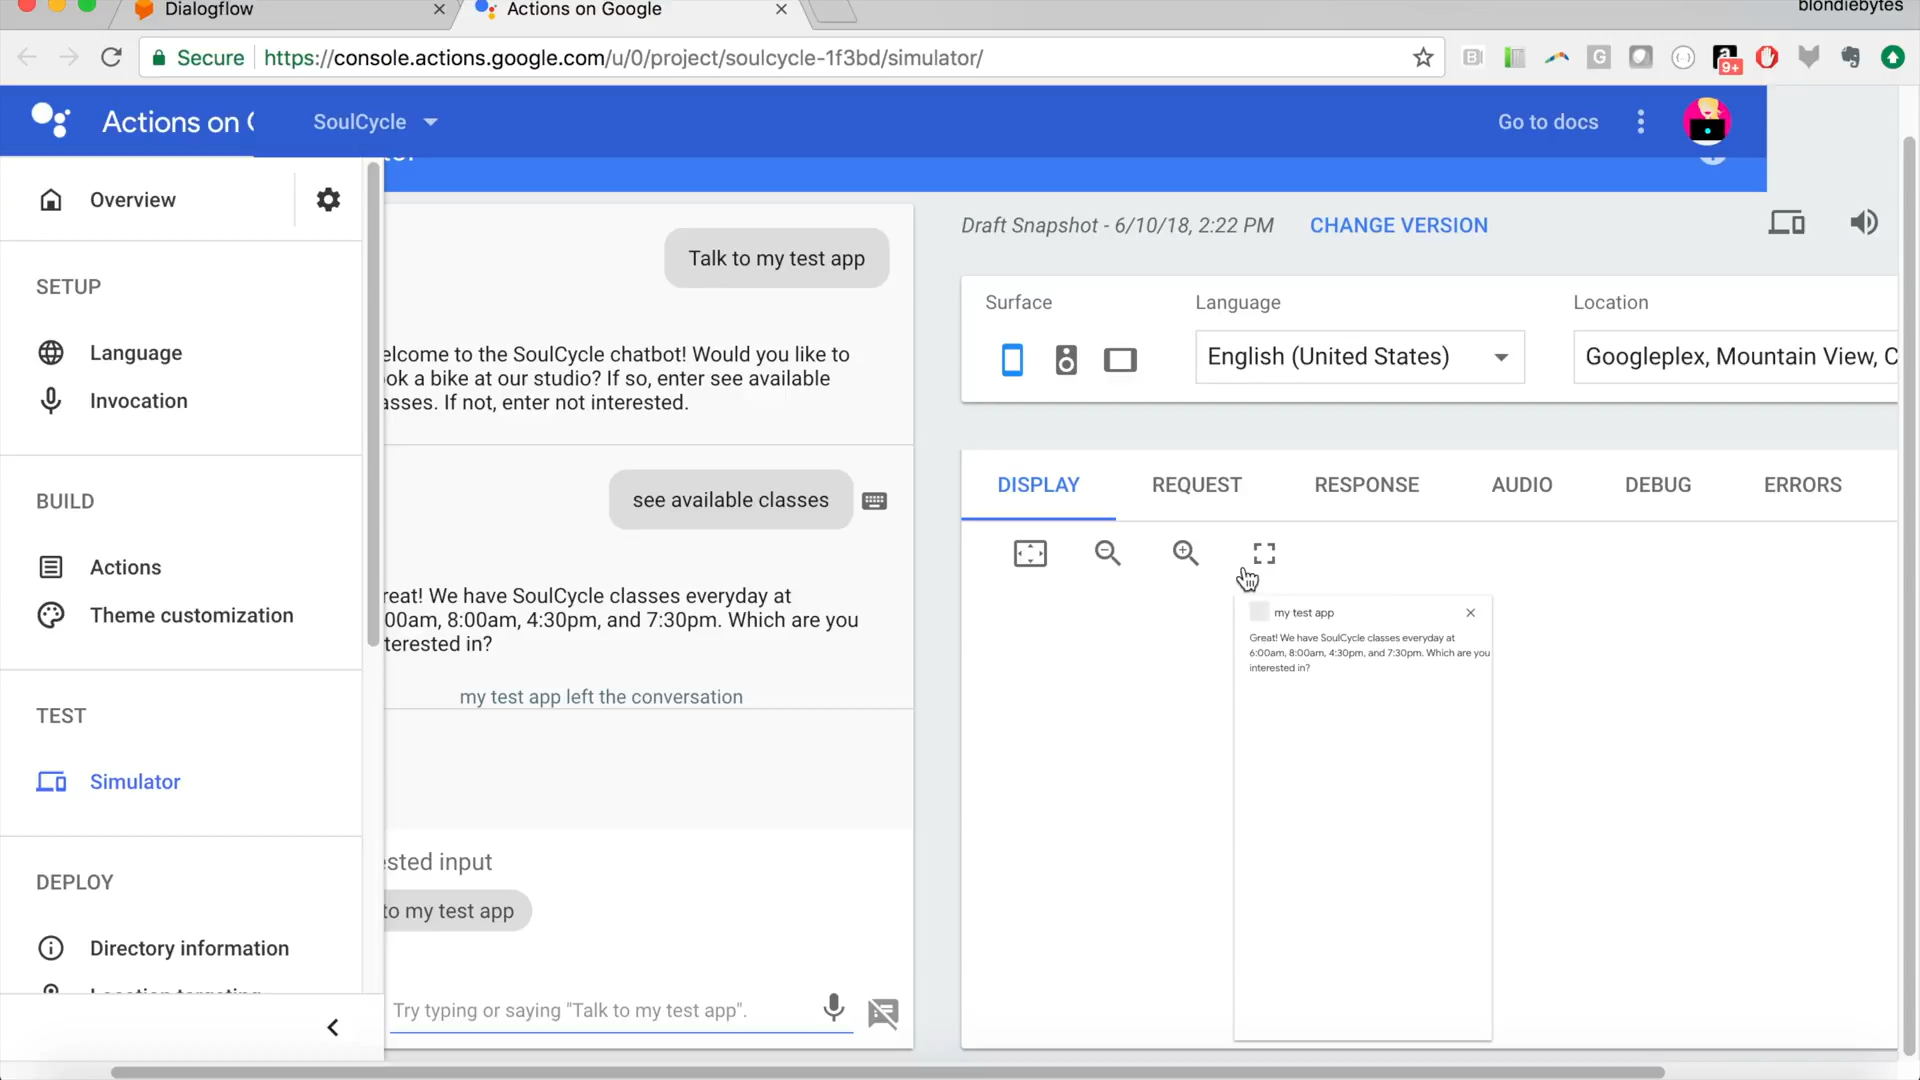 Dialogflow
Actions on Google
blondiebytes
Secure
https://console.actions.google.com/u/0/project/soulcycle-1f3bd/simulator/
9+
Actions on
SoulCycle
Go to docs
Overview
SETUP
Language
Invocation
BUILD
Actions
Theme customization
TEST
Simulator
DEPLOY
Directory information
Talk to my test app
elcome to the SoulCycle chatbot! Would you like to
ok a bike at our studio? If so, enter see available
asses. If not, enter not interested.
see available classes
reat! We have SoulCycle classes everyday at
00am, 8:00am, 4:30pm, and 7:30pm. Which are you
terested in?
my test app left the conversation
ested input
to my test app
Try typing or saying "Talk to my test app".
Draft Snapshot - 6/10/18, 2:22 PM
CHANGE VERSION
Surface
Language
Location
English (United States)
Googleplex, Mountain View, C
DISPLAY
REQUEST
RESPONSE
AUDIO
DEBUG
ERRORS
my test app
Great! We have SoulCycle classes everyday at
6:00am, 8:00am, 4:30pm, and 7:30pm. Which are you
interested in?